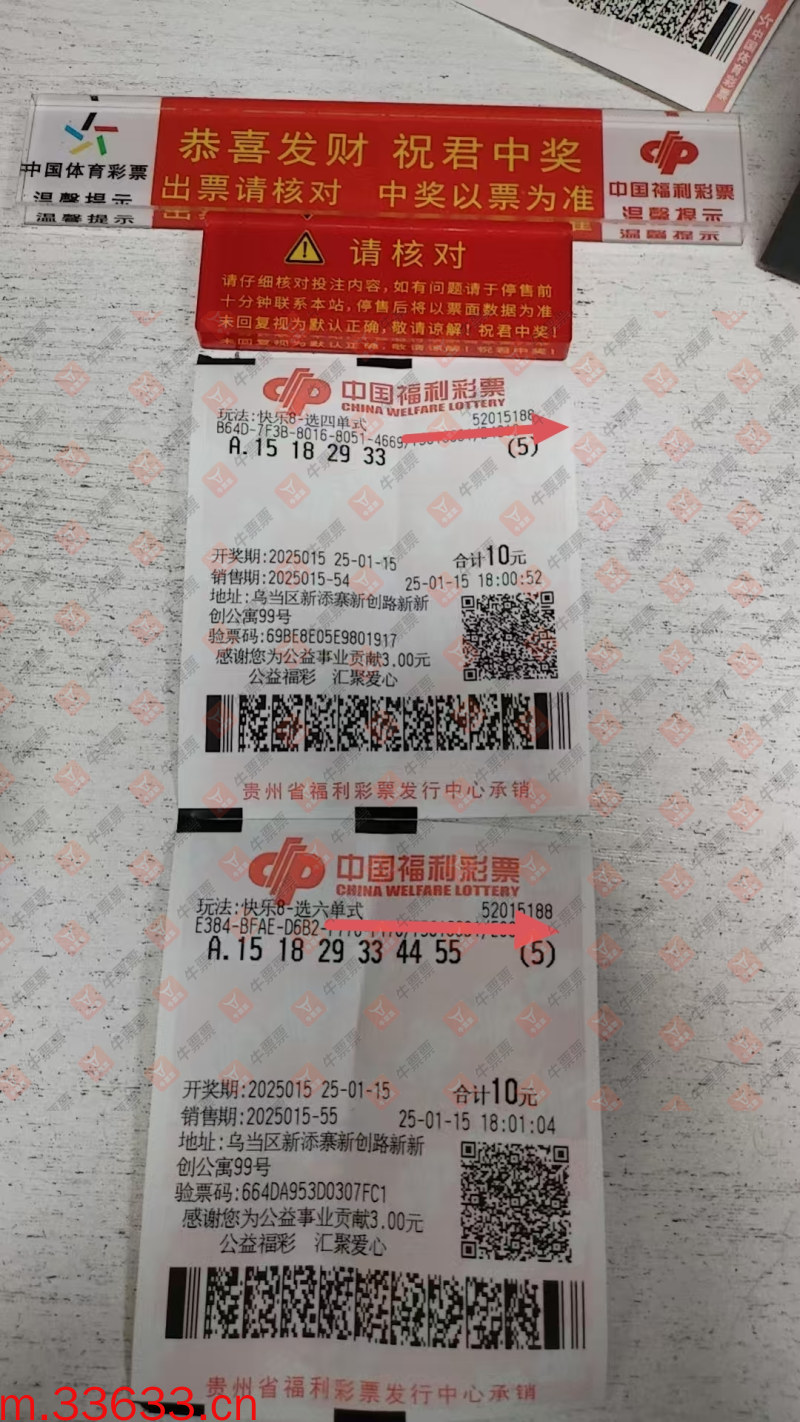 中国体育彩票
温馨提示
恭喜发财 祝君中奖
出票请核对 中奖以票为准
中国福利彩票
温馨提示
请核对
请仔细核对投注内容,如有问题请于停售前
十分钟联系本站,停售后将以票面数据为准
未回复视为默认正确,敬请谅解!祝君中奖!
中国福利彩票
CHINA WELFARE LOTTERY
玩法:快乐8-选四单式 52015188
B64D-7F3B-8016-8051-4669/
A.15 18 29 33 (5)
开奖期:2025015 25-01-15 合计10元
销售期:2025015-54 25-01-15 18:00:52
地址:乌当区新添寨新创路新新
创公寓99号
验票码:69BE8E05E9801917
感谢您为公益事业贡献3.00元
公益福彩 汇聚爱心
贵州省福利彩票发行中心承销
中国福利彩票
CHINA WELFARE LOTTERY
玩法:快乐8-选六单式 52015188
E384-BFAE-D6B2-
A.15 18 29 33 44 55 (5)
开奖期:2025015 25-01-15 合计10元
销售期:2025015-55 25-01-15 18:01:04
地址:乌当区新添寨新创路新新
创公寓99号
验票码:664DA953D0307FC1
感谢您为公益事业贡献3.00元
公益福彩 汇聚爱心
贵州省福利彩票发行中心承销
牛票票
m.33633.cn